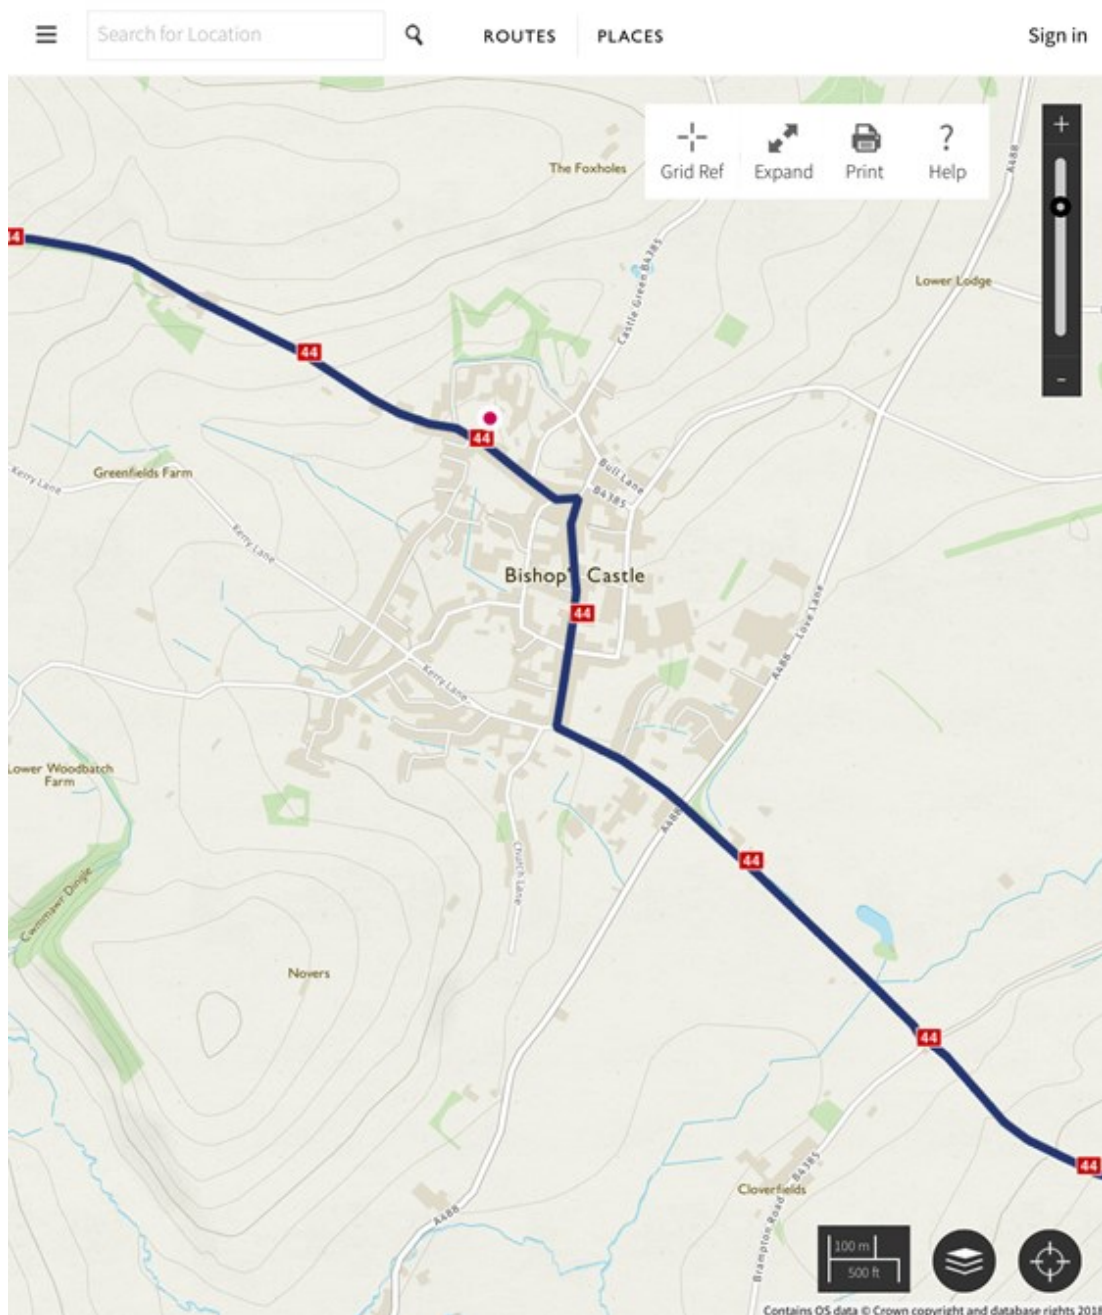 Search for Location
ROUTES
PLACES
Sign in
Grid Ref
Expand
Print
Help
+
-
A488
The Foxholes
Castle Green B4385
Lower Lodge
44
44
44
Kerry Lane
Greenfields Farm
Bull Lane
B4385
Kerry Lane
Bishop' Castle
44
A488 Love Lane
Kerry Lane
Lower Woodbatch
Farm
A488
Church Lane
44
Cwmmawr Dingle
Novers
44
44
Cloverfields
Brampton Road B4385
A488
100 m
500 ft
Contains OS data © Crown copyright and database rights 2018